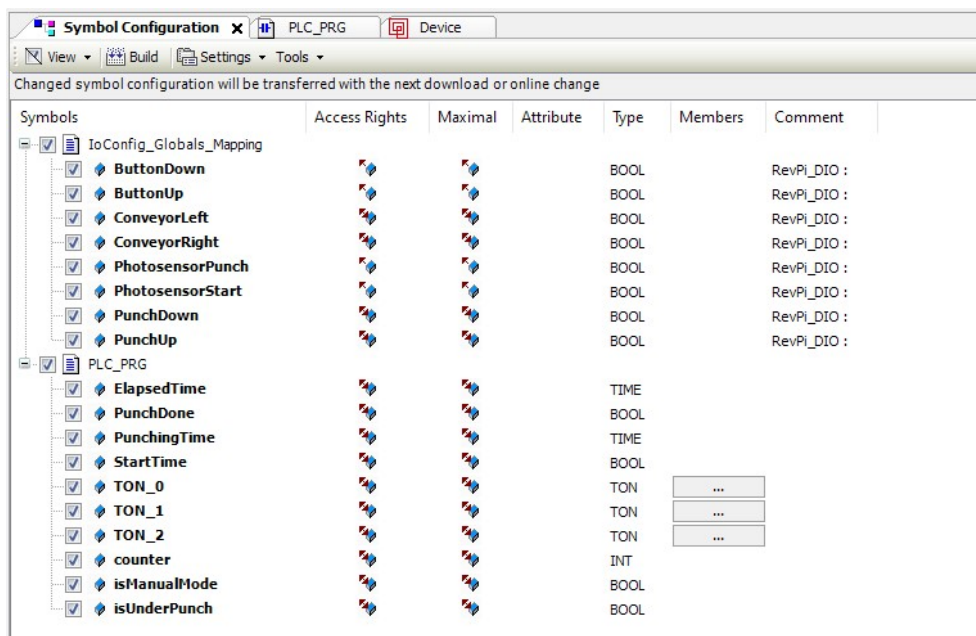 Symbol Configuration X PLC_PRG Device
View Build Settings Tools
Changed symbol configuration will be transferred with the next download or online change
Symbols Access Rights Maximal Attribute Type Members Comment
IoConfig_Globals_Mapping
ButtonDown BOOL RevPi_DIO :
ButtonUp BOOL RevPi_DIO :
ConveyorLeft BOOL RevPi_DIO :
ConveyorRight BOOL RevPi_DIO :
PhotosensorPunch BOOL RevPi_DIO :
PhotosensorStart BOOL RevPi_DIO :
PunchDown BOOL RevPi_DIO :
PunchUp BOOL RevPi_DIO :
PLC_PRG
ElapsedTime TIME
PunchDone BOOL
PunchingTime TIME
StartTime BOOL
TON_0 TON ...
TON_1 TON ...
TON_2 TON ...
counter INT
isManualMode BOOL
isUnderPunch BOOL